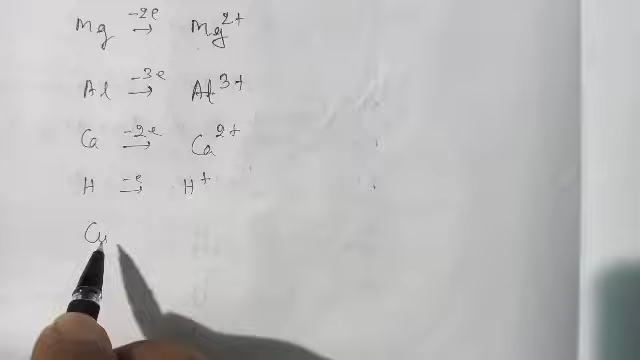 Mg -2e → Mg2+
Al -3e → Al3+
Ca -2e → Ca2+
H -e → H+
Cu